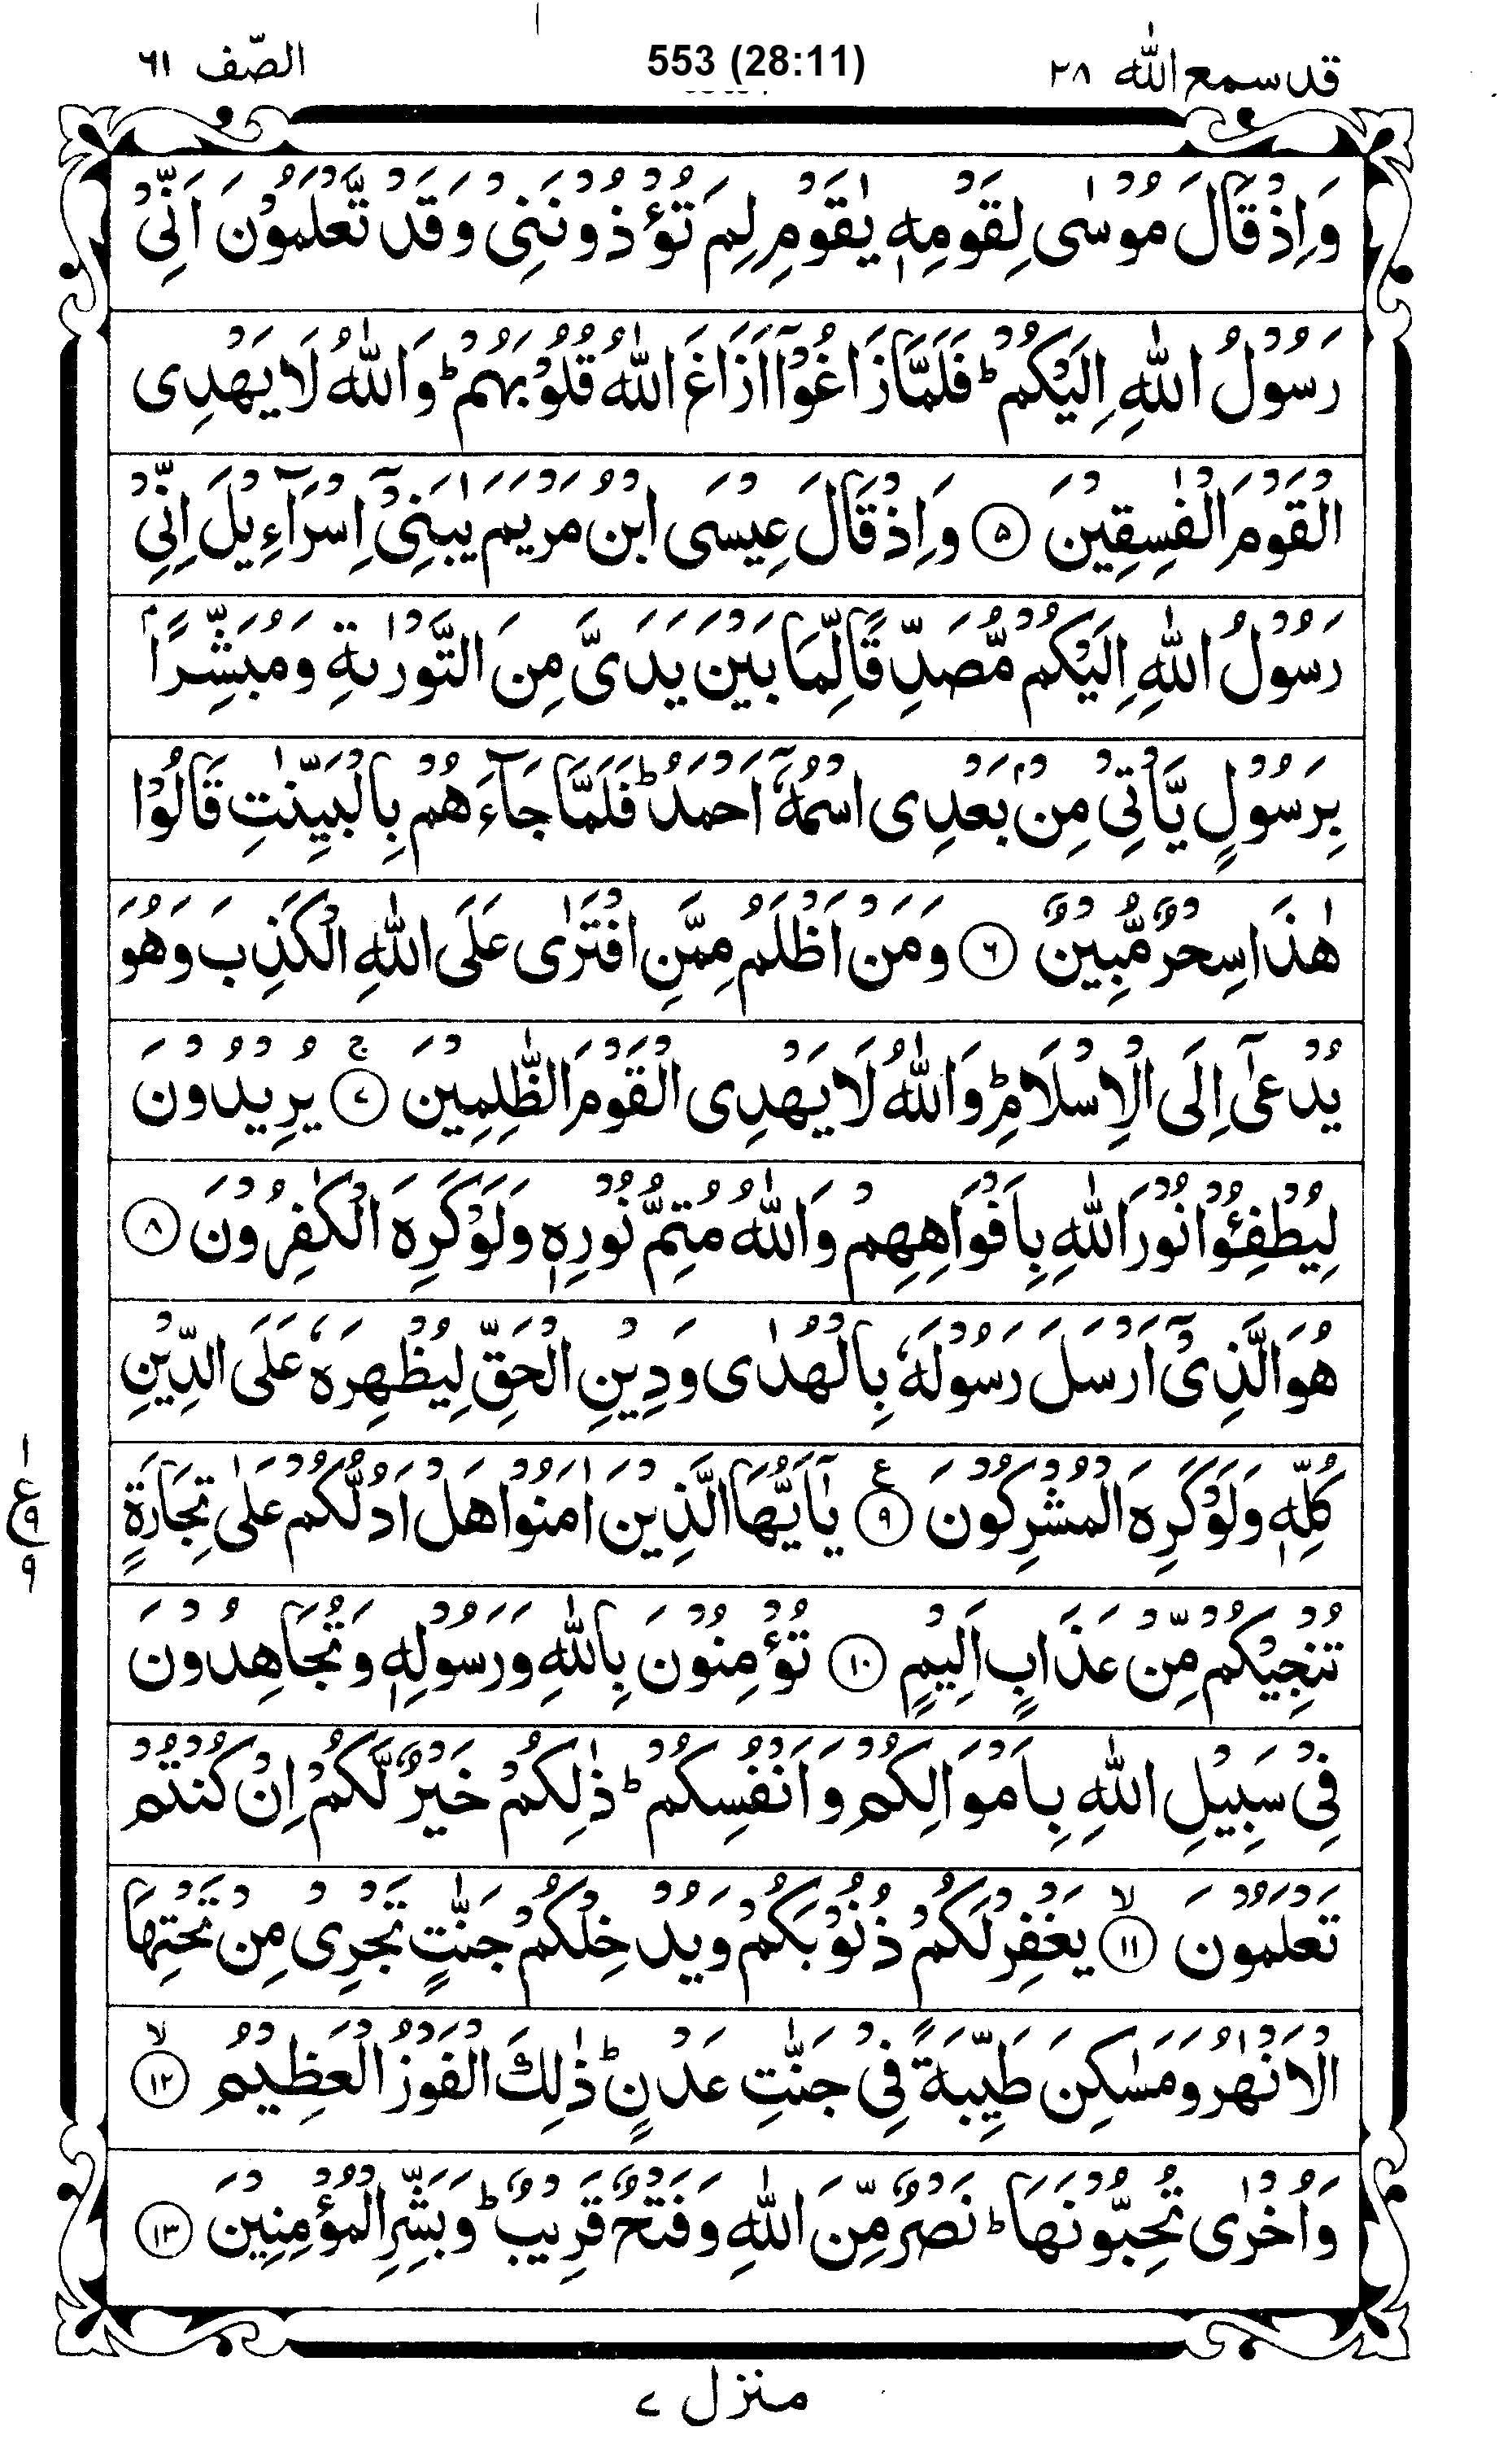 قد سمع الله ٢٨
553 (28:11)
الصّف ٦١
وَاِذۡ قَالَ مُوۡسٰى لِقَوۡمِهٖ يٰقَوۡمِ لِمَ تُؤۡذُوۡنَنِىۡ وَقَدۡ تَّعۡلَمُوۡنَ اَنِّىۡ
رَسُوۡلُ اللّٰهِ اِلَيۡكُمۡؕ فَلَمَّا زَاغُوۡۤا اَزَاغَ اللّٰهُ قُلُوۡبَهُمۡؕ وَاللّٰهُ لَا يَهۡدِى
الۡقَوۡمَ الۡفٰسِقِيۡنَ ۝۵ وَاِذۡ قَالَ عِيۡسَى ابۡنُ مَرۡيَمَ يٰبَنِىۡۤ اِسۡرَآءِيۡلَ اِنِّىۡ
رَسُوۡلُ اللّٰهِ اِلَيۡكُمۡ مُّصَدِّقًا لِّمَا بَيۡنَ يَدَىَّ مِنَ التَّوۡرٰٮةِ وَمُبَشِّرًۢا
بِرَسُوۡلٍ يَّاۡتِىۡ مِنۡۢ بَعۡدِى اسۡمُهٗۤ اَحۡمَدُؕ فَلَمَّا جَآءَهُمۡ بِالۡبَيِّنٰتِ قَالُوۡا
هٰذَا سِحۡرٌ مُّبِيۡنٌ ۝۶ وَمَنۡ اَظۡلَمُ مِمَّنِ افۡتَرٰى عَلَى اللّٰهِ الۡكَذِبَ وَهُوَ
يُدۡعٰٓى اِلَى الۡاِسۡلَامِؕ وَاللّٰهُ لَا يَهۡدِى الۡقَوۡمَ الظّٰلِمِيۡنَۚ ۝۷ يُرِيۡدُوۡنَ
لِيُطۡفِـُٔوۡا نُوۡرَ اللّٰهِ بِاَفۡوَاهِهِمۡ وَاللّٰهُ مُتِمُّ نُوۡرِهٖ وَلَوۡ كَرِهَ الۡكٰفِرُوۡنَ ۝۸
هُوَ الَّذِىۡۤ اَرۡسَلَ رَسُوۡلَهٗ بِالۡهُدٰى وَدِيۡنِ الۡحَقِّ لِيُظۡهِرَهٗ عَلَى الدِّيۡنِ
كُلِّهٖ وَلَوۡ كَرِهَ الۡمُشۡرِكُوۡنَ ۝۹ ع يٰۤاَيُّهَا الَّذِيۡنَ اٰمَنُوۡا هَلۡ اَدُلُّكُمۡ عَلٰى تِجَارَةٍ
١
ع ٩
٩
تُنۡجِيۡكُمۡ مِّنۡ عَذَابٍ اَلِيۡمٍ ۝۱۰ تُؤۡمِنُوۡنَ بِاللّٰهِ وَرَسُوۡلِهٖ وَتُجَاهِدُوۡنَ
فِىۡ سَبِيۡلِ اللّٰهِ بِاَمۡوَالِكُمۡ وَاَنۡفُسِكُمۡؕ ذٰلِكُمۡ خَيۡرٌ لَّكُمۡ اِنۡ كُنۡتُمۡ
تَعۡلَمُوۡنَۙ ۝۱۱ يَغۡفِرۡ لَكُمۡ ذُنُوۡبَكُمۡ وَيُدۡخِلۡكُمۡ جَنّٰتٍ تَجۡرِىۡ مِنۡ تَحۡتِهَا
الۡاَنۡهٰرُ وَمَسٰكِنَ طَيِّبَةً فِىۡ جَنّٰتِ عَدۡنٍؕ ذٰلِكَ الۡفَوۡزُ الۡعَظِيۡمُۙ ۝۱۲
وَاُخۡرٰى تُحِبُّوۡنَهَاؕ نَصۡرٌ مِّنَ اللّٰهِ وَفَتۡحٌ قَرِيۡبٌؕ وَبَشِّرِ الۡمُؤۡمِنِيۡنَ ۝۱۳
منزل ٧